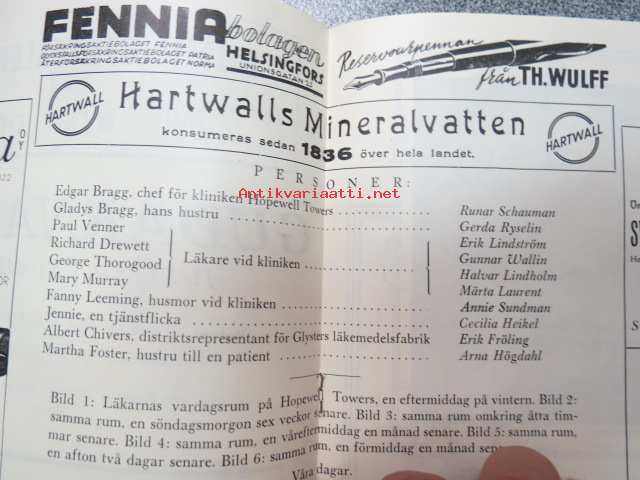 FENNIA bolagen
FÖRSÄKRINGSAKTIEBOLAGET FENNIA
OLYCKSFALLSFÖRSÄKRINGSAKTIEBOLAGET PATRIA
ÅTERFÖRSÄKRINGSAKTIEBOLAGET NORMA
HELSINGFORS
UNIONSGATAN
Reservoarpennan
från TH. WULFF
HARTWALL
Hartwalls Mineralvatten
konsumeras sedan 1836 över hela landet.
HARTWALL
PERSONER:
Antikvariaatti.net
Edgar Bragg, chef för kliniken Hopewell Towers Runar Schauman
Gladys Bragg, hans hustru Gerda Ryselin
Paul Venner Erik Lindström
Richard Drewett Gunnar Wallin
Läkare vid kliniken
George Thorogood Halvar Lindholm
Mary Murray Märta Laurent
Fanny Leeming, husmor vid kliniken Annie Sundman
Jennie, en tjänstflicka Cecilia Heikel
Albert Chivers, distriktsrepresentant för Glysters läkemedelsfabrik Erik Fröling
Martha Foster, hustru till en patient Arna Högdahl
Bild 1: Läkarnas vardagsrum på Hopewell Towers, en eftermiddag på vintern. Bild 2:
samma rum, en söndagsmorgon sex veckor senare. Bild 3: samma rum omkring åtta tim-
mar senare. Bild 4: samma rum, en våreftermiddag en månad senare. Bild 5: samma rum,
en afton två dagar senare. Bild 6: samma rum, en förmiddag en månad sen
Våra dagar.